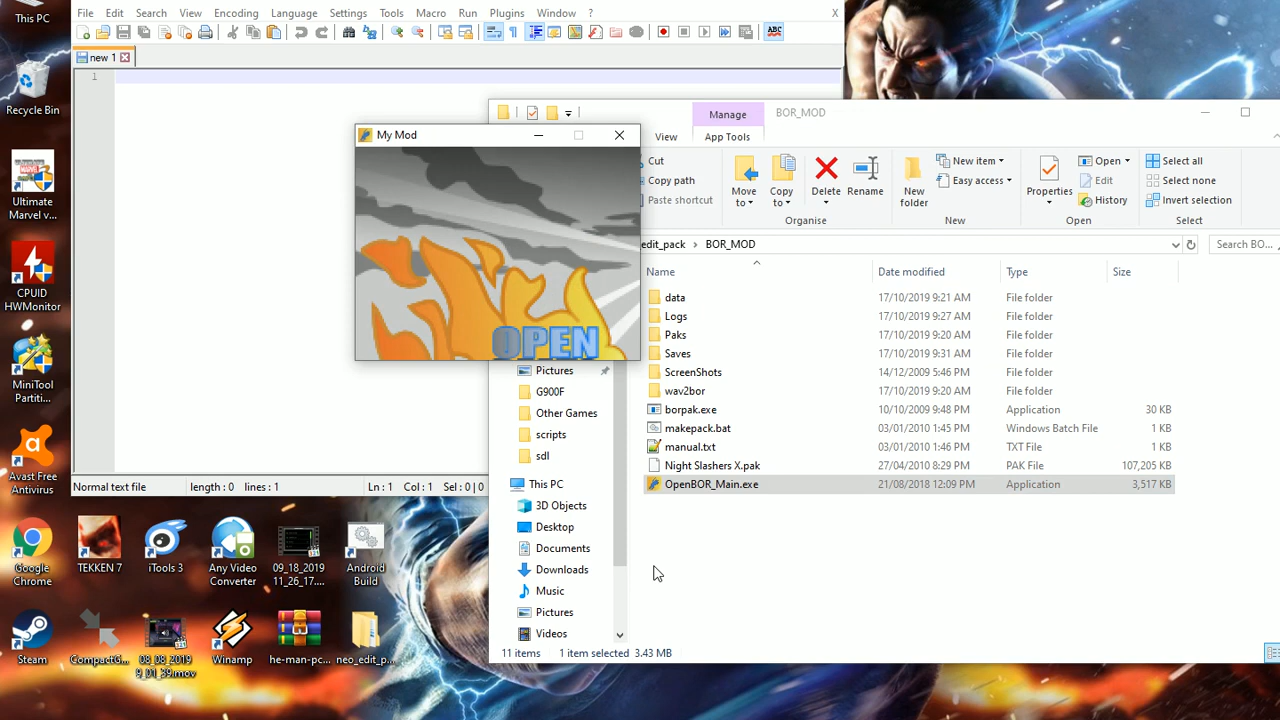 This PC
Recycle Bin
Ultimate
Marvel v...
CPUID
HWMonitor
MiniTool
Partiti...
Avast Free
Antivirus
Google
Chrome
TEKKEN 7
iTools 3
Any Video
Converter
09_18_2019
11_26_17....
Android
Build
Steam
CompactG...
08_08_2019
9_01_39.mov
Winamp
he-man-pc...
neo_edit_p...
File Edit Search View Encoding Language Settings Tools Macro Run Plugins Window ? X
ABC
new 1
1
Normal text file length : 0 lines : 1 Ln : 1 Col : 1 Sel : 0 | 0
My Mod
OPEN
Manage BOR_MOD
View App Tools
Cut
Copy path
Paste shortcut
Move
to
Copy
to
Delete
Rename
New
folder
New item
Easy access
Properties
Open
Edit
History
Select all
Select none
Invert selection
Organise New Open Select
edit_pack › BOR_MOD Search BO...
Name Date modified Type Size
data 17/10/2019 9:21 AM File folder
Logs 17/10/2019 9:27 AM File folder
Paks 17/10/2019 9:20 AM File folder
Saves 17/10/2019 9:31 AM File folder
ScreenShots 14/12/2009 5:46 PM File folder
wav2bor 17/10/2019 9:20 AM File folder
borpak.exe 10/10/2009 9:48 PM Application 30 KB
makepack.bat 03/01/2010 1:45 PM Windows Batch File 1 KB
manual.txt 03/01/2010 1:46 PM TXT File 1 KB
Night Slashers X.pak 27/04/2010 8:29 PM PAK File 107,205 KB
OpenBOR_Main.exe 21/08/2018 12:09 PM Application 3,517 KB
Pictures
G900F
Other Games
scripts
sdl
This PC
3D Objects
Desktop
Documents
Downloads
Music
Pictures
Videos
11 items 1 item selected 3.43 MB